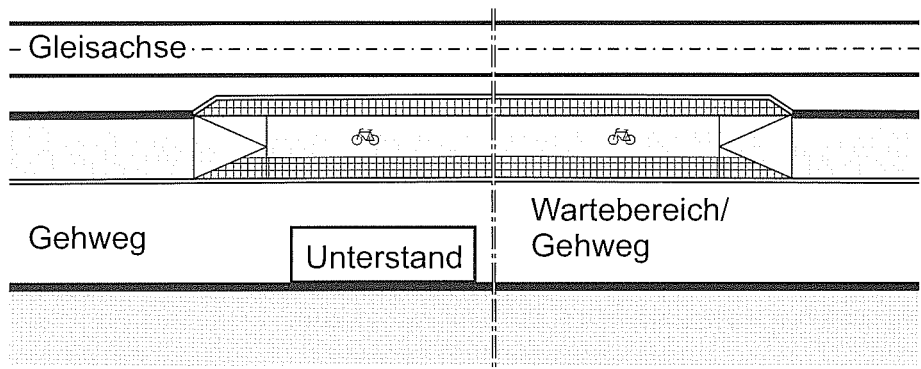 Gleisachse
Gehweg
Unterstand
Wartebereich/
Gehweg